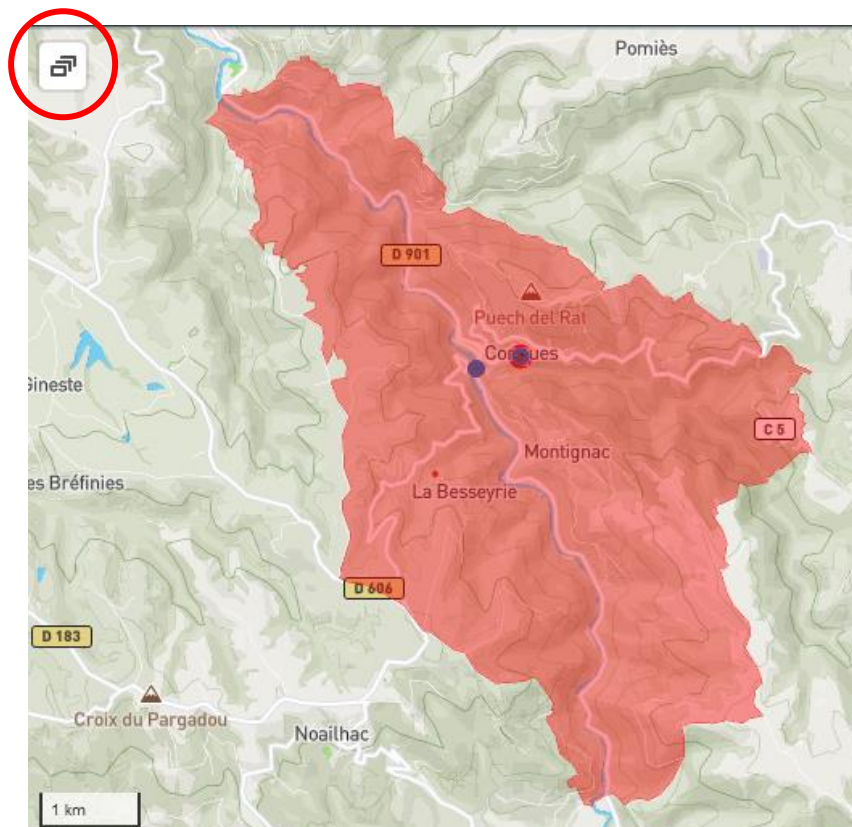 Pomiès
D 901
Puech del Rat
Conques
Gineste
C 5
Montignac
es Bréfinies
La Besseyrie
D 606
D 183
Croix du Pargadou
Noailhac
1 km